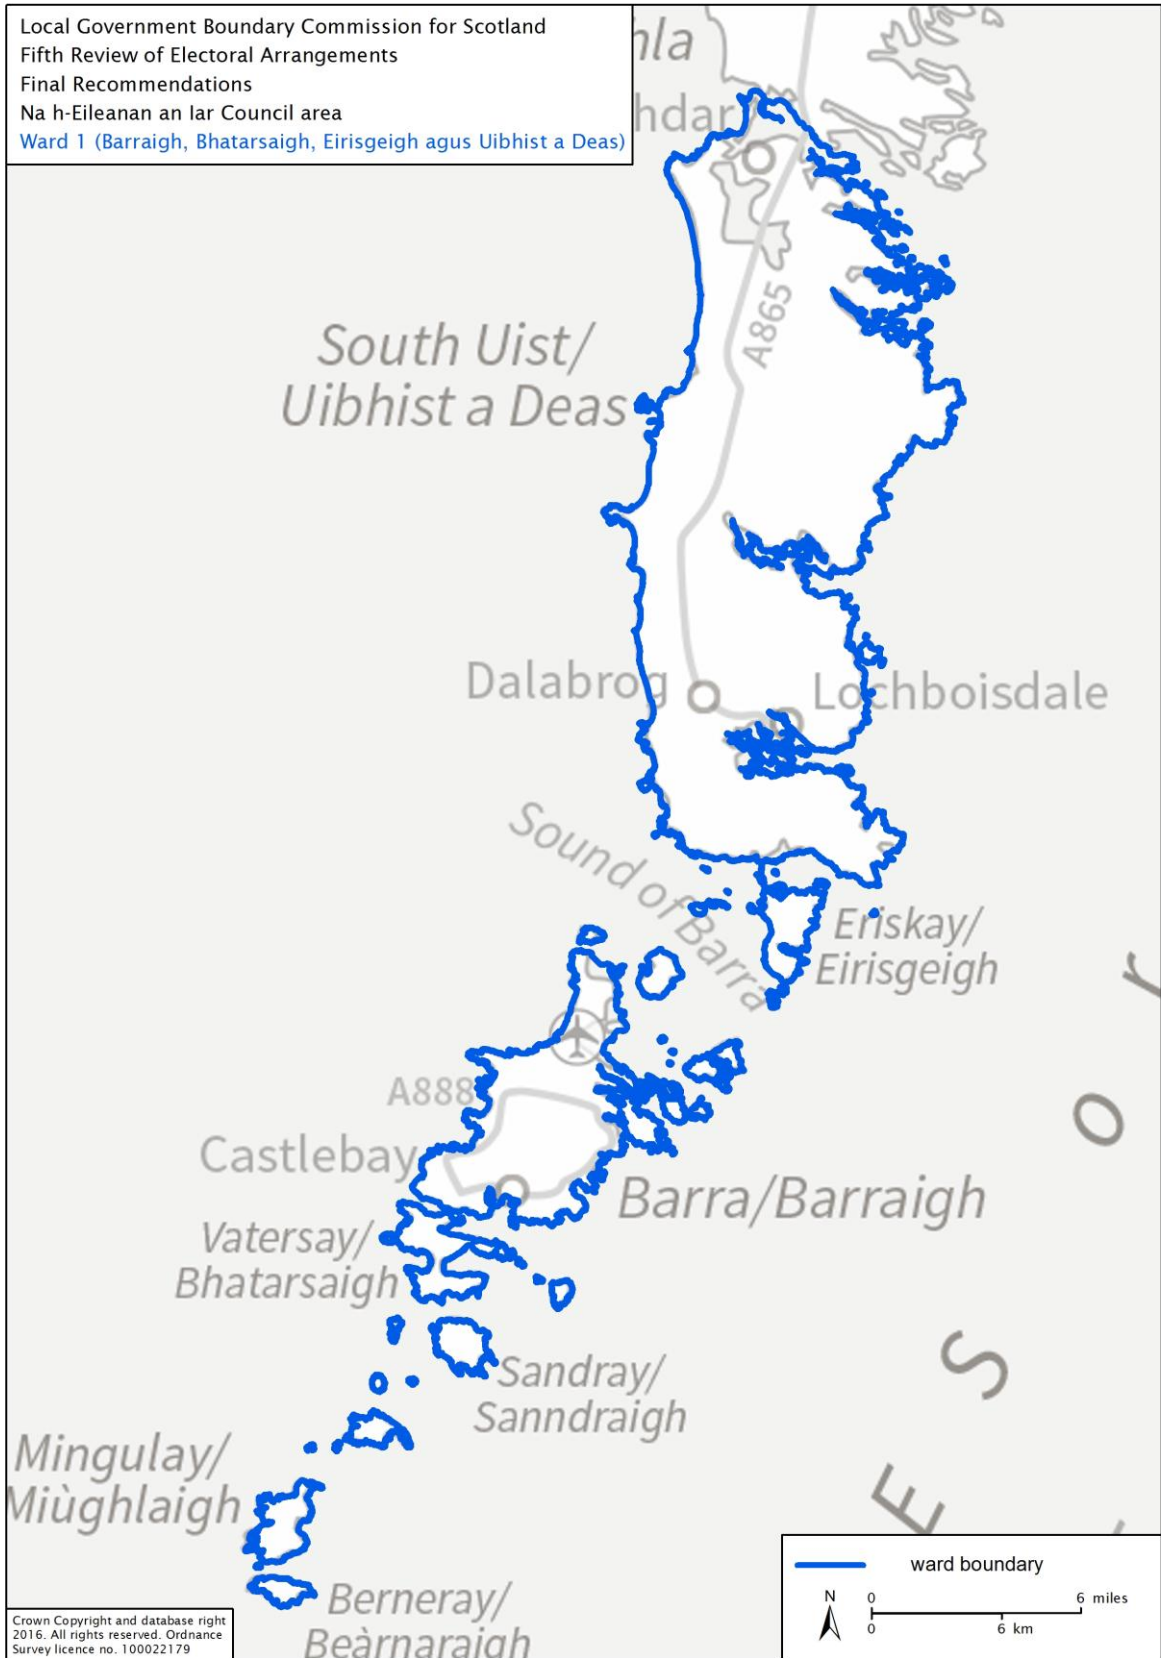 Local Government Boundary Commission for Scotland
Fifth Review of Electoral Arrangements
Final Recommendations
Na h-Eileanan an Iar Council area
Ward 1 (Barraigh, Bhatarsaigh, Eirisgeigh agus Uibhist a Deas)
hla
hdar
A865
South Uist/
Uibhist a Deas
Dalabrog
Lochboisdale
Sound of Barra
Eriskay/
Eirisgeigh
A888
Castlebay
Barra/Barraigh
Vatersay/
Bhatarsaigh
Sandray/
Sanndraigh
Mingulay/
Miùghlaigh
Berneray/
Beàrnaraigh
r
o
S
E
ward boundary
N
0 6 miles
0 6 km
Crown Copyright and database right
2016. All rights reserved. Ordnance
Survey licence no. 100022179